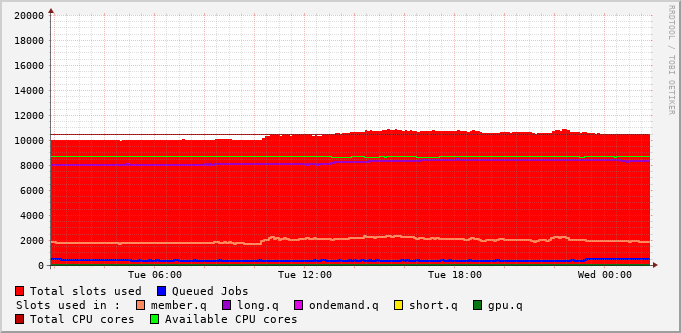 RRDTOOL / TOBI OETIKER
20000
18000
16000
14000
12000
10000
8000
6000
4000
2000
0
Tue 06:00 Tue 12:00 Tue 18:00 Wed 00:00
Total slots used Queued Jobs
Slots used in : member.q long.q ondemand.q short.q gpu.q
Total CPU cores Available CPU cores